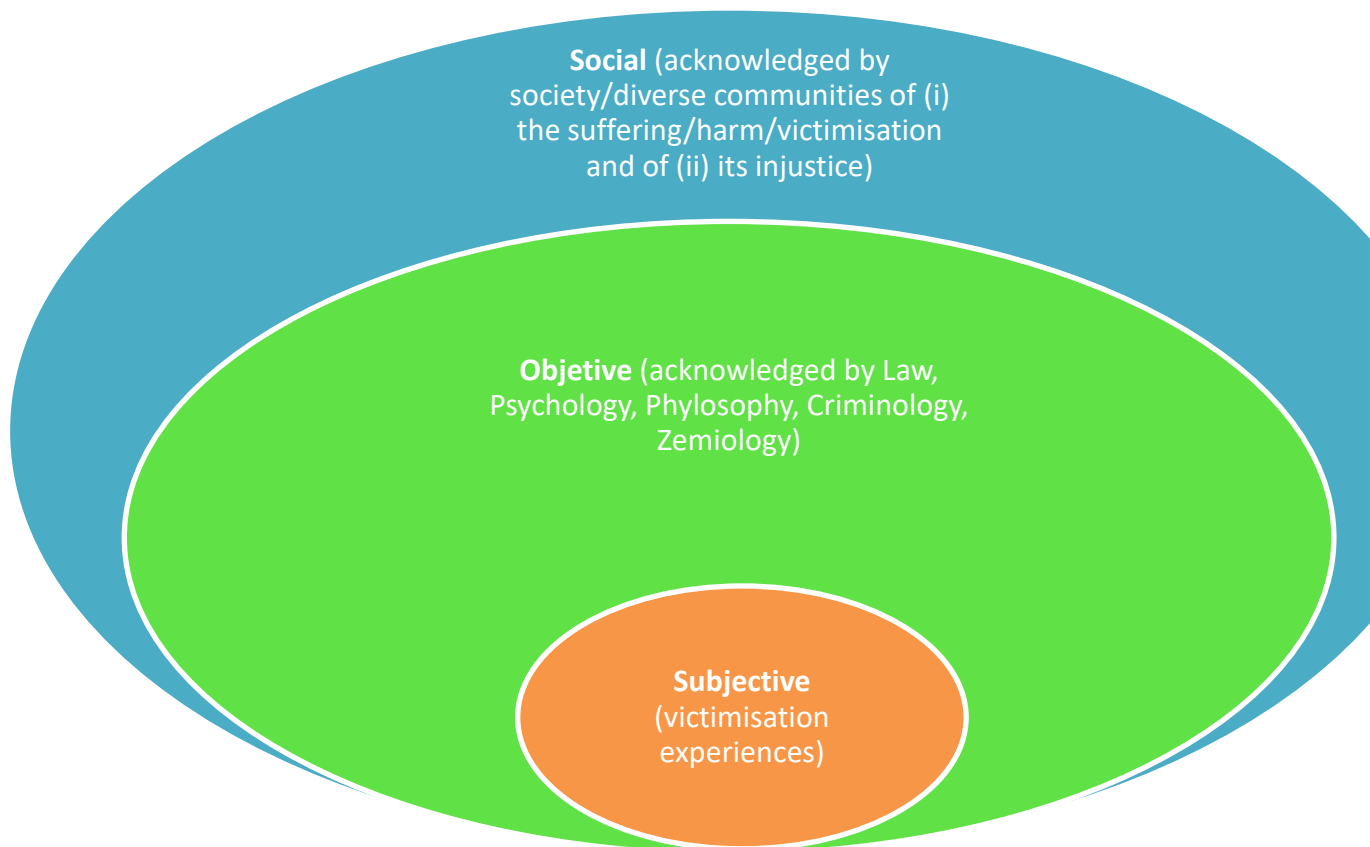 Social (acknowledged by
society/diverse communities of (i)
the suffering/harm/victimisation
and of (ii) its injustice)
Objetive (acknowledged by Law,
Psychology, Phylosophy, Criminology,
Zemiology)
Subjective
(victimisation
experiences)